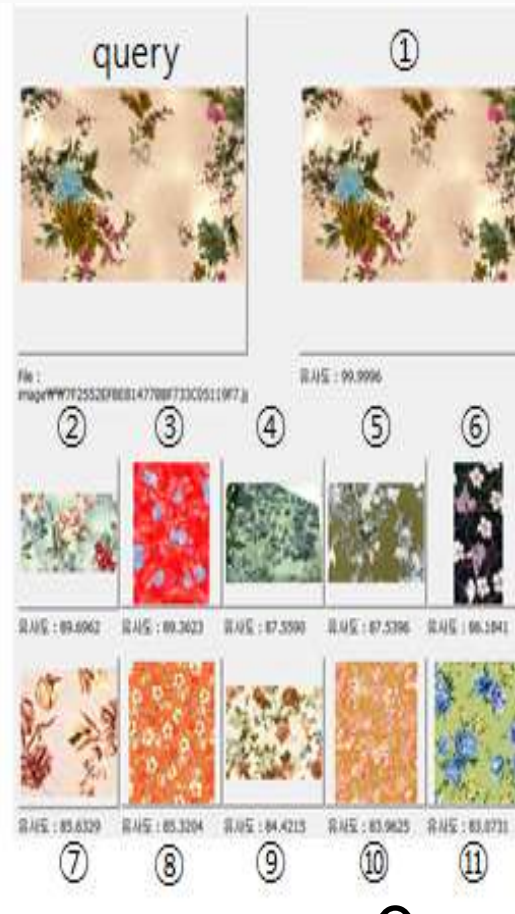 query ①
File : 유사도 : 99.9996
② ③ ④ ⑤ ⑥
유사도 : 89.6962 유사도 : 89.3623 유사도 : 87.5590 유사도 : 87.5396 유사도 : 86.1841
유사도 : 85.6329 유사도 : 85.3204 유사도 : 84.4215 유사도 : 83.9625 유사도 : 83.0731
⑦ ⑧ ⑨ ⑩ ⑪